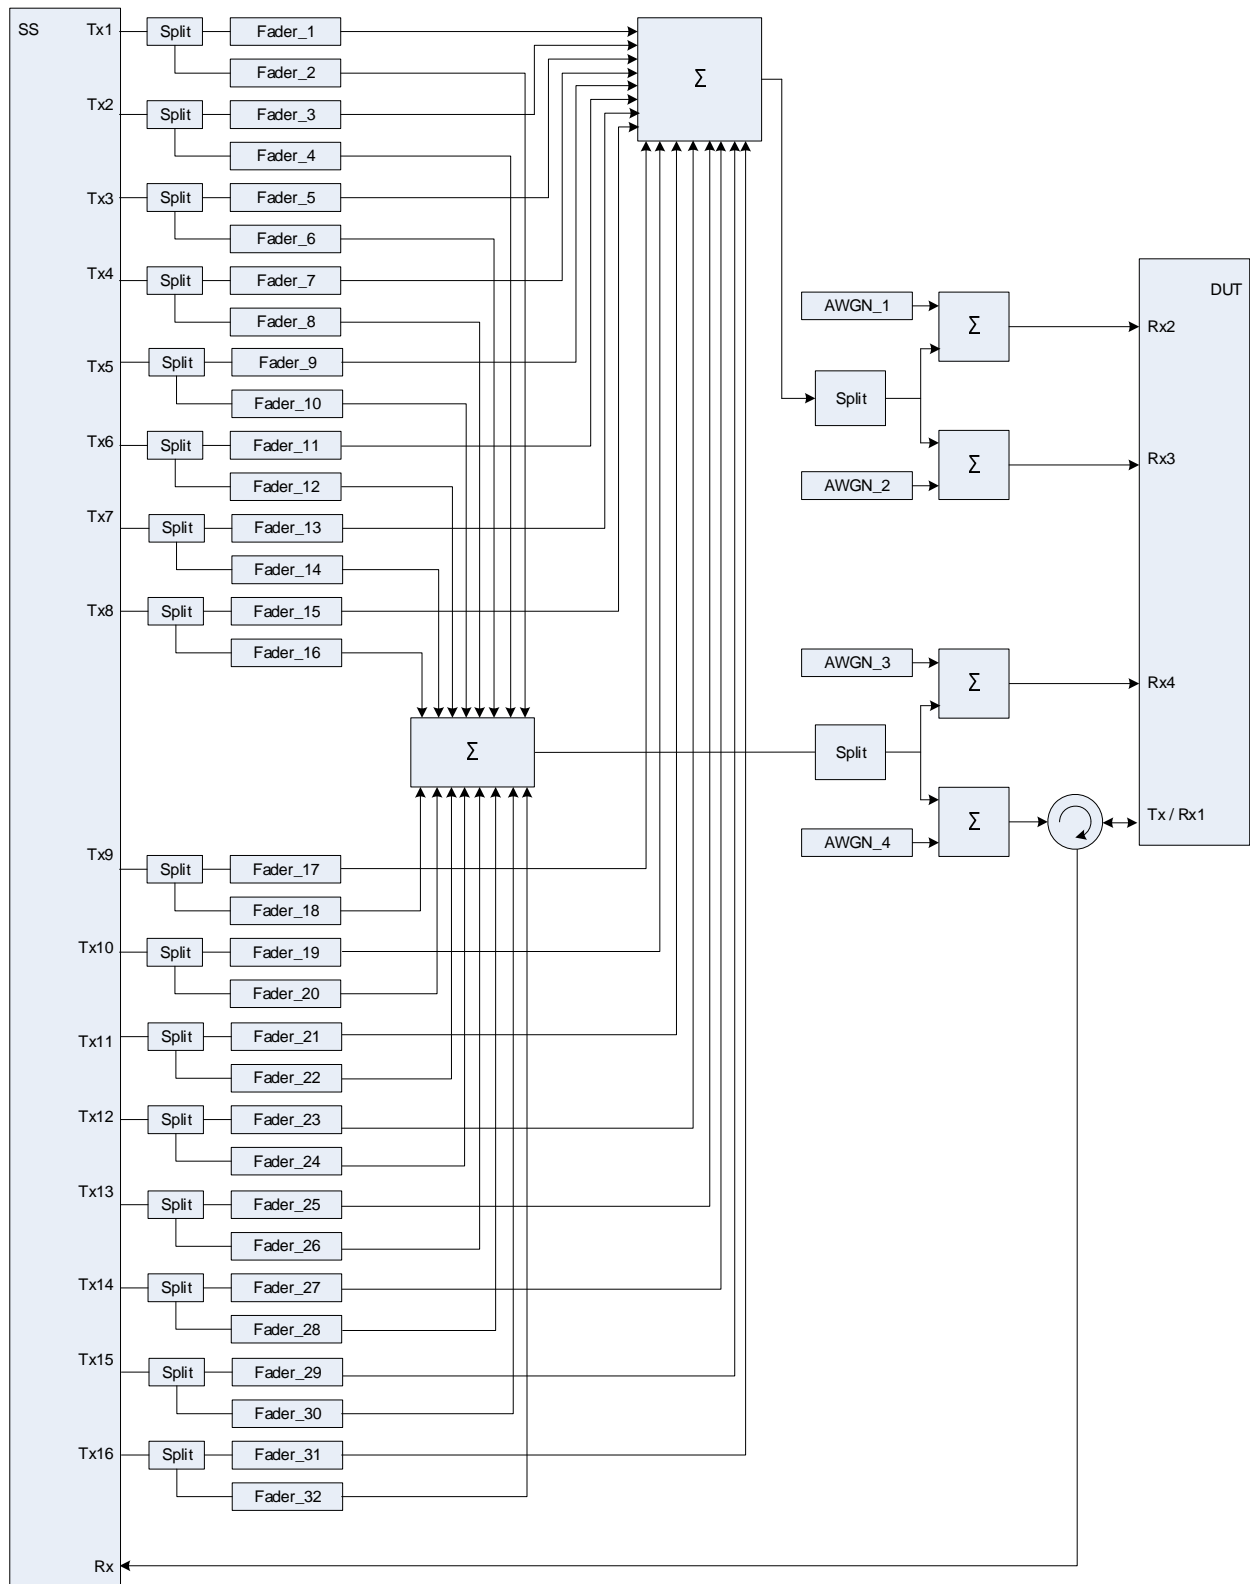 SS
Tx1
Split
Fader_1
Fader_2
Σ
Tx2
Split
Fader_3
Fader_4
Tx3
Split
Fader_5
Fader_6
Tx4
Split
Fader_7
Fader_8
Tx5
Split
Fader_9
Fader_10
Tx6
Split
Fader_11
Fader_12
Tx7
Split
Fader_13
Fader_14
Tx8
Split
Fader_15
Fader_16
Σ
Tx9
Split
Fader_17
Fader_18
Tx10
Split
Fader_19
Fader_20
Tx11
Split
Fader_21
Fader_22
Tx12
Split
Fader_23
Fader_24
Tx13
Split
Fader_25
Fader_26
Tx14
Split
Fader_27
Fader_28
Tx15
Split
Fader_29
Fader_30
Tx16
Split
Fader_31
Fader_32
Rx
AWGN_1
Σ
Split
Σ
AWGN_2
AWGN_3
Σ
Split
Σ
AWGN_4
DUT
Rx2
Rx3
Rx4
Tx / Rx1